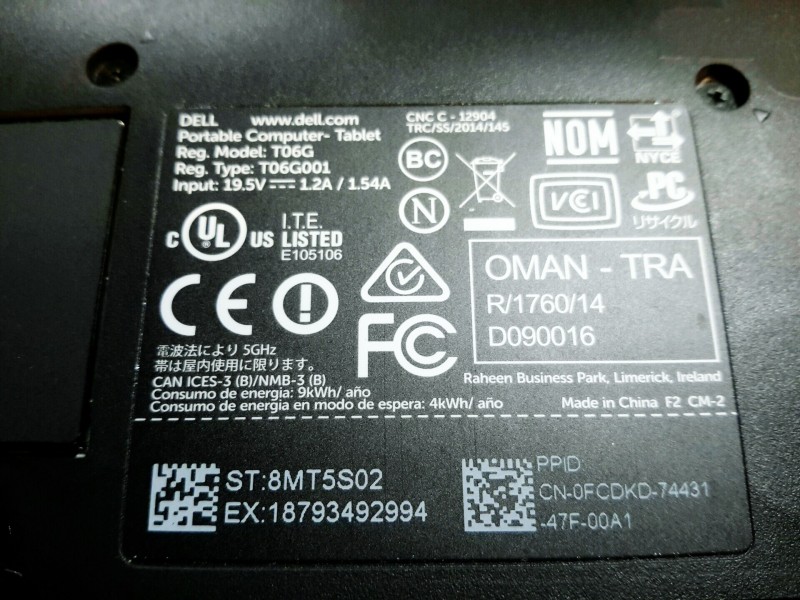 DELL www.dell.com
Portable Computer- Tablet
Reg. Model: T06G
Reg. Type: T06G001
Input: 19.5V 1.2A / 1.54A
CNC C - 12904
TRC/SS/2014/145
BC
N
NOM
NYCE
VCI
PC
リサイクル
c UL US
I.T.E.
LISTED
E105106
CE
FC
OMAN - TRA
R/1760/14
D090016
電波法により 5GHz
帯は屋内使用に限ります。
CAN ICES-3 (B)/NMB-3 (B)
Consumo de energia: 9kWh/ año
Consumo de energia en modo de espera: 4kWh/ año
Raheen Business Park, Limerick, Ireland
Made in China F2 CM-2
ST:8MT5S02
EX:18793492994
PPID
CN-0FCDKD-74431
-47F-00A1